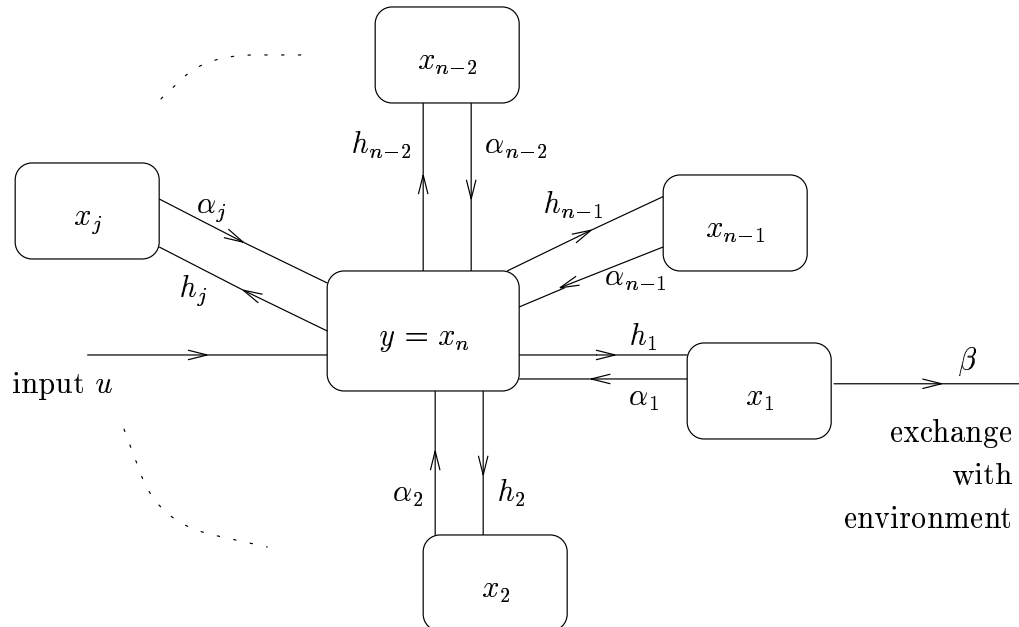 x_{n−2}
h_{n−2}
α_{n−2}
h_{n−1}
x_{n−1}
α_{n−1}
x_j
α_j
h_j
y = x_n
input u
h_1
α_1
x_1
β
exchange
with
environment
α_2
h_2
x_2